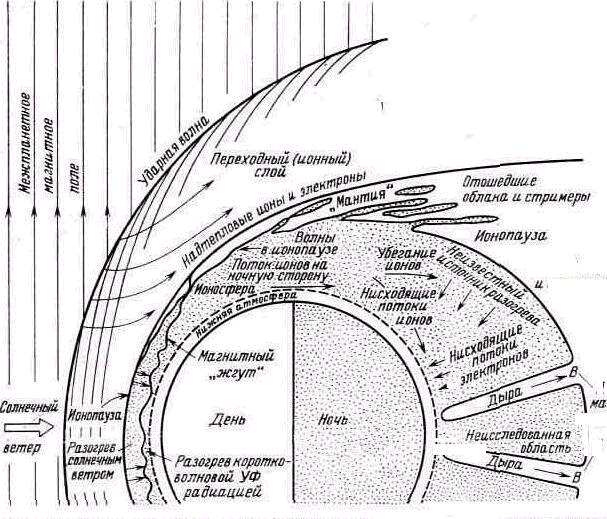 Межпланетное
магнитное
поле
Ударная волна
Переходный (ионный)
слой
Надтепловые ионы и электроны
„Мантия"
Отошедшие
облака и стримеры
Ионопауза
Волны
в ионопаузе
Поток ионов на
ночную сторону
Ионосфера
Нижняя атмосфера
Убегание
ионов
Неизвестный
источник разогрева
и
Нисходящие
потоки
ионов
Нисходящие
потоки
электронов
Магнитный
„жгут"
Солнечный
ветер
Ионопауза
День
Ночь
Дыра
В
ма
Неисследованная
область
Дыра
В
Разогрев
солнечным
ветром
Разогрев коротко-
волновой УФ
радиацией